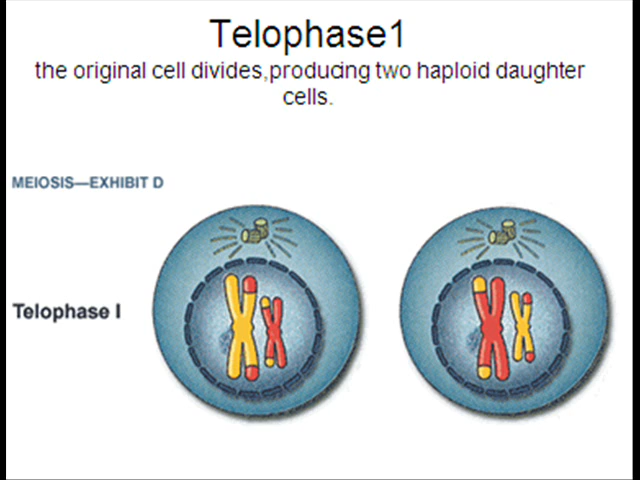 Telophase1
the original cell divides,producing two haploid daughter
cells.
MEIOSIS—EXHIBIT D
Telophase I